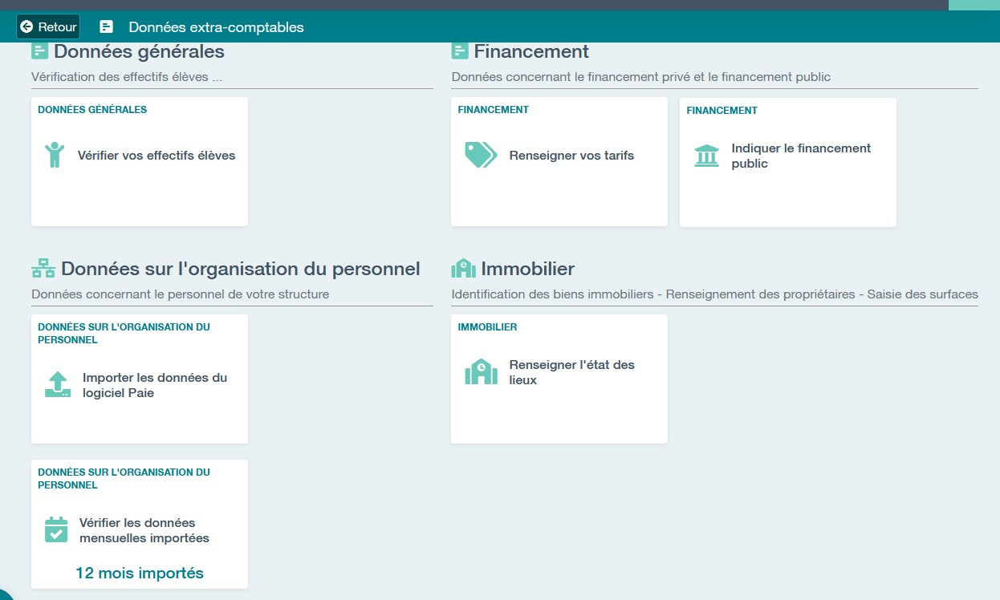 Retour
Données extra-comptables
Données générales
Vérification des effectifs élèves ...
DONNÉES GÉNÉRALES
Vérifier vos effectifs élèves
Financement
Données concernant le financement privé et le financement public
FINANCEMENT
Renseigner vos tarifs
FINANCEMENT
Indiquer le financement
public
Données sur l'organisation du personnel
Données concernant le personnel de votre structure
DONNÉES SUR L'ORGANISATION DU
PERSONNEL
Importer les données du
logiciel Paie
DONNÉES SUR L'ORGANISATION DU
PERSONNEL
Vérifier les données
mensuelles importées
12 mois importés
Immobilier
Identification des biens immobiliers - Renseignement des propriétaires - Saisie des surfaces
IMMOBILIER
Renseigner l'état des
lieux